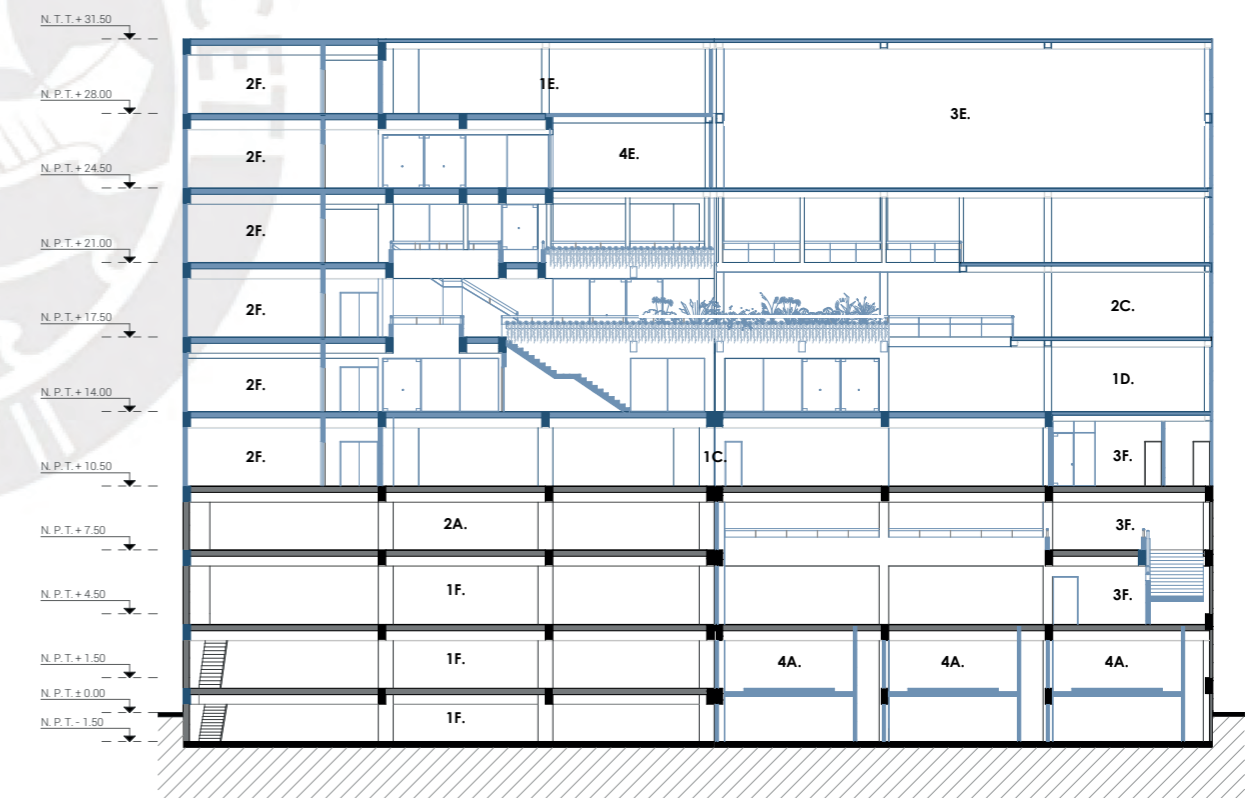 N. T. T. + 31.50
2F.
1E.
N. P. T. + 28.00
3E.
2F.
4E.
N. P. T. + 24.50
2F.
N. P. T. + 21.00
2F.
2C.
N. P. T. + 17.50
2F.
1D.
N. P. T. + 14.00
2F.
1C.
3F.
N. P. T. + 10.50
2A.
3F.
N. P. T. + 7.50
1F.
3F.
N. P. T. + 4.50
1F.
4A.
4A.
4A.
N. P. T. + 1.50
N. P. T. ± 0.00
1F.
N. P. T. - 1.50